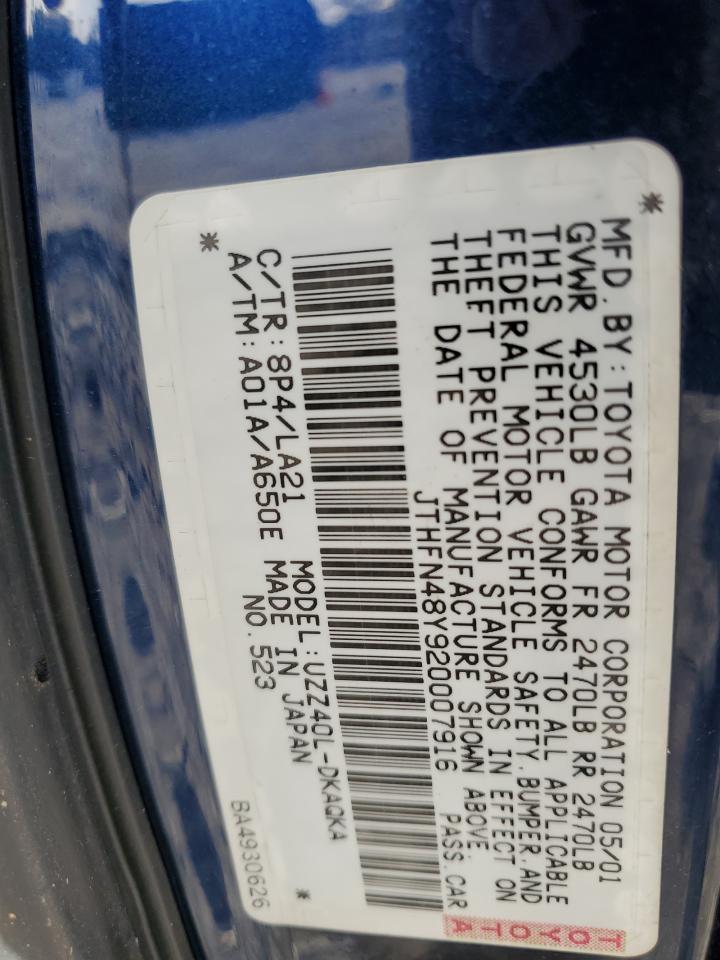 MFD. BY: TOYOTA MOTOR CORPORATION 05/01
GVWR 4530LB GAWR FR 2470LB RR 2470LB
THIS VEHICLE CONFORMS TO ALL APPLICABLE
FEDERAL MOTOR VEHICLE SAFETY, BUMPER, AND
THEFT PREVENTION STANDARDS IN EFFECT ON
THE DATE OF MANUFACTURE SHOWN ABOVE.
JTHFN48Y920007916 PASS. CAR
TOYOTA
* *
C/TR: 8P4/LA21 MODEL: UZZ40L-DKAQKA
A/TM: A01A/A650E MADE IN JAPAN
NO. 523
*
BA4930626